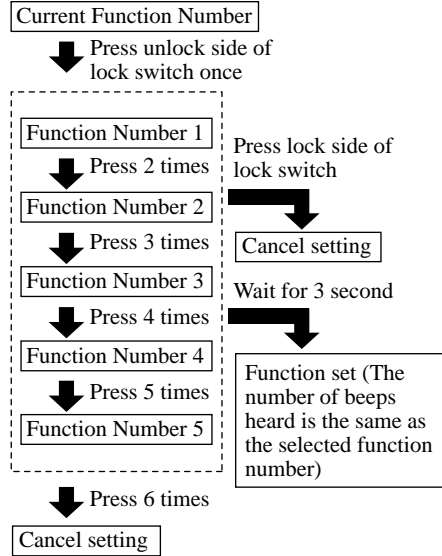 Current Function Number
Press unlock side of
lock switch once
Function Number 1
Press 2 times
Function Number 2
Press 3 times
Function Number 3
Press 4 times
Function Number 4
Press 5 times
Function Number 5
Press 6 times
Cancel setting
Press lock side of
lock switch
Cancel setting
Wait for 3 second
Function set (The
number of beeps
heard is the same as
the selected function
number)